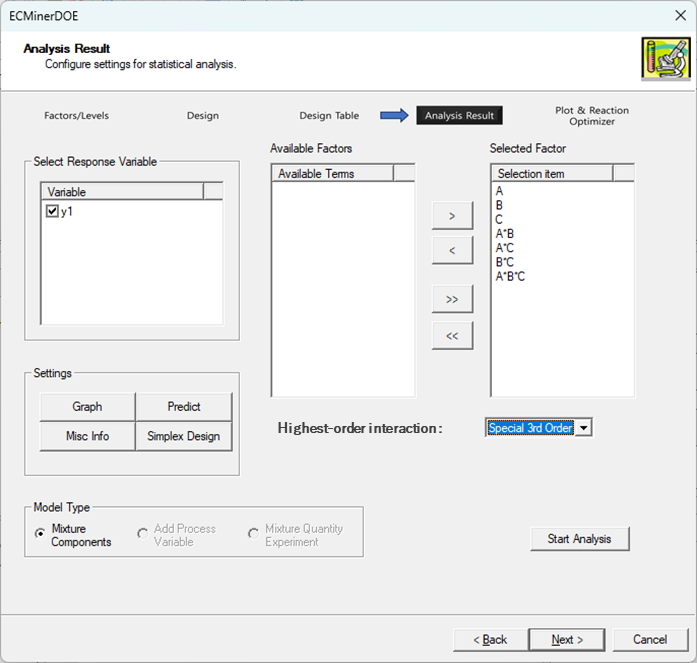 ECMinerDOE
Analysis Result
Configure settings for statistical analysis.
Factors/Levels
Design
Design Table
Analysis Result
Plot & Reaction
Optimizer
Select Response Variable
Variable
y1
Available Factors
Available Terms
>
<
>>
<<
Selected Factor
Selection item
A
B
C
A*B
A*C
B*C
A*B*C
Settings
Graph
Predict
Misc Info
Simplex Design
Highest-order interaction:
Special 3rd Order
Model Type
Mixture
Components
Add Process
Variable
Mixture Quantity
Experiment
Start Analysis
< Back
Next >
Cancel